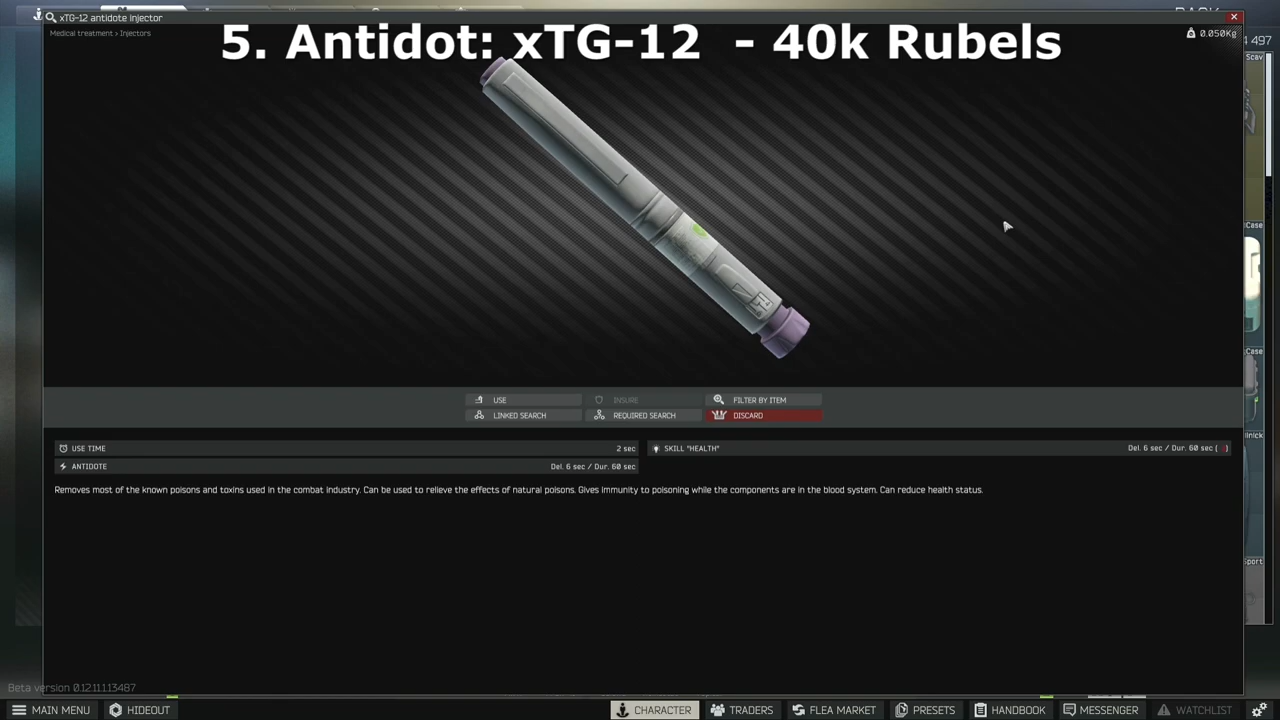 xTG-12 antidote injector
Medical treatment > Injectors
5. Antidot: xTG-12 - 40k Rubels
0.050Kg
497
Scav
Case
Case
USE
INSURE
FILTER BY ITEM
LINKED SEARCH
REQUIRED SEARCH
DISCARD
USE TIME 2 sec
SKILL "HEALTH" Del. 6 sec / Dur. 60 sec
ANTIDOTE Del. 6 sec / Dur. 60 sec
Removes most of the known poisons and toxins used in the combat industry. Can be used to relieve the effects of natural poisons. Gives immunity to poisoning while the components are in the blood system. Can reduce health status.
Beta version 0.12.11.1.13487
MAIN MENU
HIDEOUT
CHARACTER
TRADERS
FLEA MARKET
PRESETS
HANDBOOK
MESSENGER
WATCHLIST